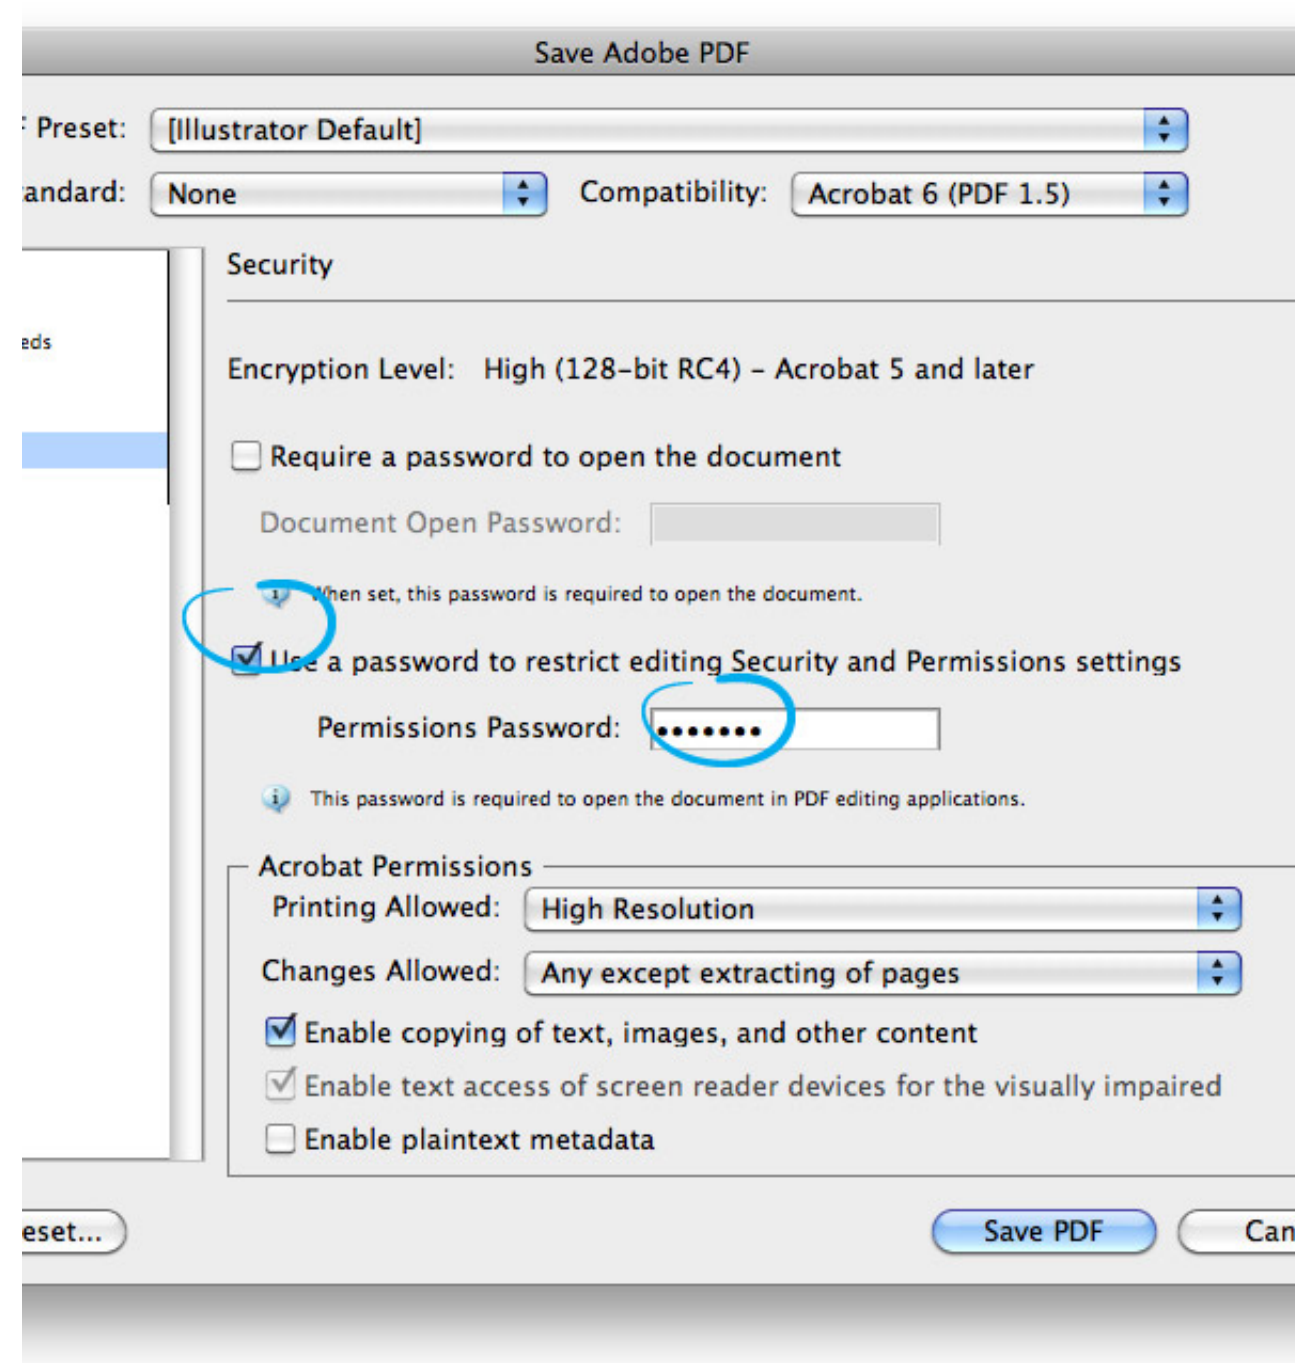 Save Adobe PDF
Preset: [Illustrator Default]
andard: None Compatibility: Acrobat 6 (PDF 1.5)
Security
eds
Encryption Level: High (128-bit RC4) – Acrobat 5 and later
Require a password to open the document
Document Open Password:
When set, this password is required to open the document.
Use a password to restrict editing Security and Permissions settings
Permissions Password: •••••••
This password is required to open the document in PDF editing applications.
Acrobat Permissions
Printing Allowed: High Resolution
Changes Allowed: Any except extracting of pages
Enable copying of text, images, and other content
Enable text access of screen reader devices for the visually impaired
Enable plaintext metadata
eset... Save PDF Can